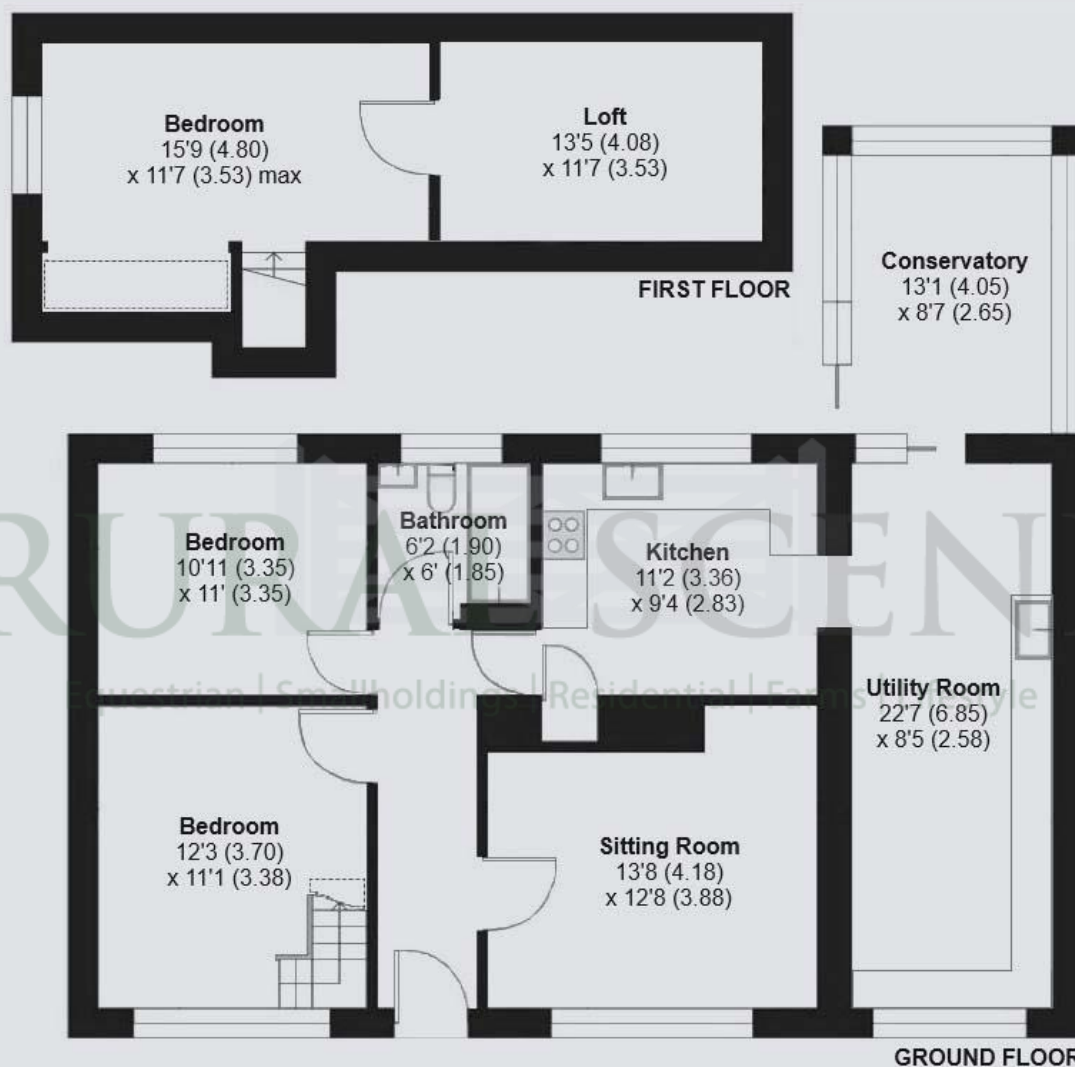 Bedroom
15'9 (4.80)
x 11'7 (3.53) max
Loft
13'5 (4.08)
x 11'7 (3.53)
FIRST FLOOR
Conservatory
13'1 (4.05)
x 8'7 (2.65)
Bedroom
10'11 (3.35)
x 11' (3.35)
Bathroom
6'2 (1.90)
x 6' (1.85)
Kitchen
11'2 (3.36)
x 9'4 (2.83)
RURAL SCENE
Equestrian | Smallholdings | Residential | Farms | Lifestyle
Utility Room
22'7 (6.85)
x 8'5 (2.58)
Bedroom
12'3 (3.70)
x 11'1 (3.38)
Sitting Room
13'8 (4.18)
x 12'8 (3.88)
GROUND FLOOR